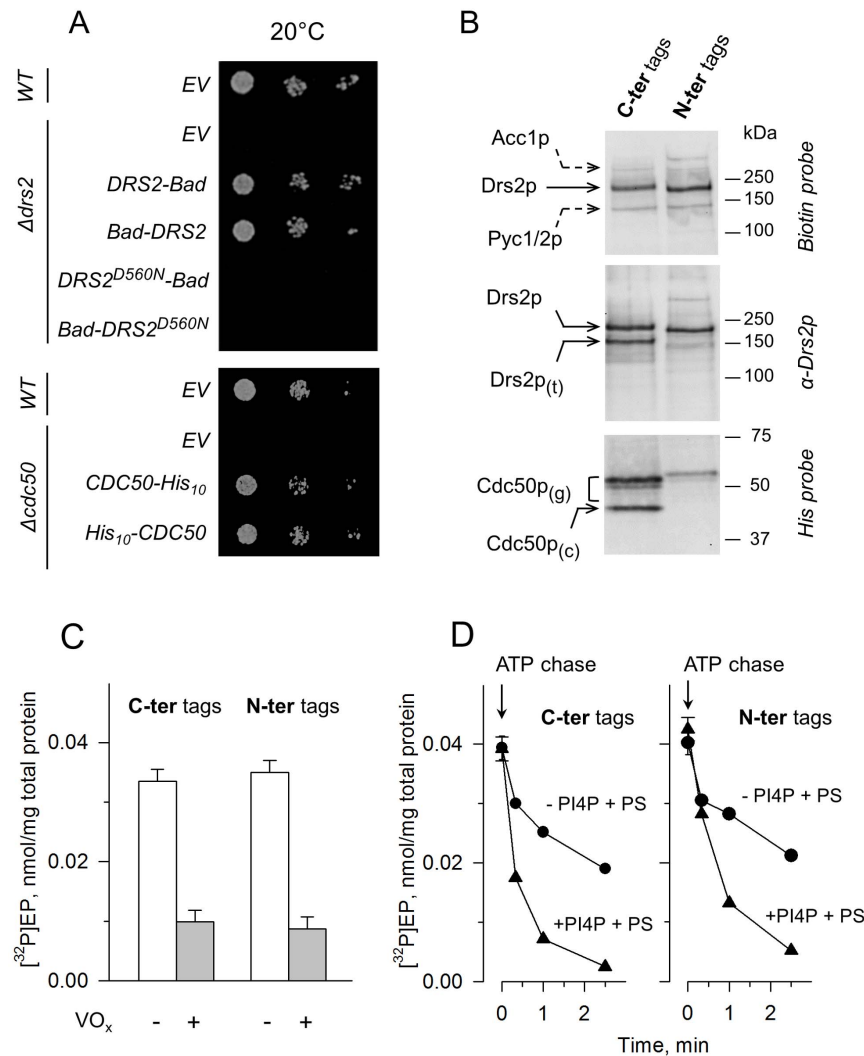 A
20°C
WT
EV
Δdrs2
EV
DRS2-Bad
Bad-DRS2
DRS2^D560N-Bad
Bad-DRS2^D560N
WT
EV
Δcdc50
EV
CDC50-His₁₀
His₁₀-CDC50
B
C-ter tags
N-ter tags
kDa
Acc1p
Drs2p
Pyc1/2p
250
150
100
Biotin probe
Drs2p
Drs2p(t)
250
150
100
α-Drs2p
Cdc50p(g)
Cdc50p(c)
75
50
37
His probe
C
[³²P]EP, nmol/mg total protein
0.04
0.02
0.00
C-ter tags N-ter tags
VOₓ - + - +
D
[³²P]EP, nmol/mg total protein
0.04
0.02
0.00
ATP chase
C-ter tags
- PI4P + PS
+PI4P + PS
0 1 2
ATP chase
N-ter tags
- PI4P + PS
+PI4P + PS
0 1 2
Time, min